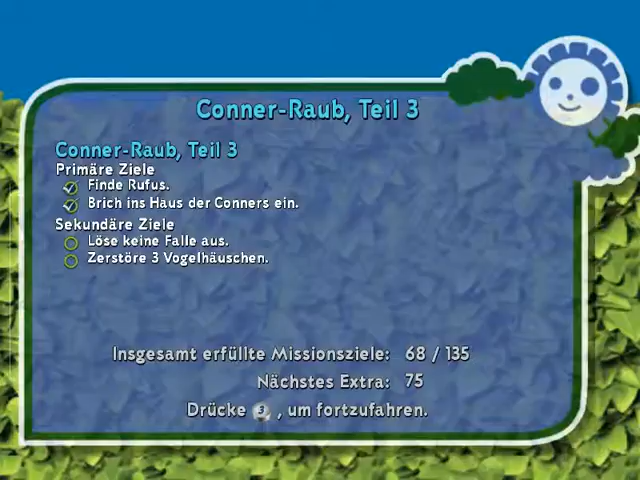 Conner-Raub, Teil 3
Conner-Raub, Teil 3
Primäre Ziele
Finde Rufus.
Brich ins Haus der Conners ein.
Sekundäre Ziele
Löse keine Falle aus.
Zerstöre 3 Vogelhäuschen.
Insgesamt erfüllte Missionsziele: 68 / 135
Nächstes Extra: 75
Drücke 3 , um fortzufahren.